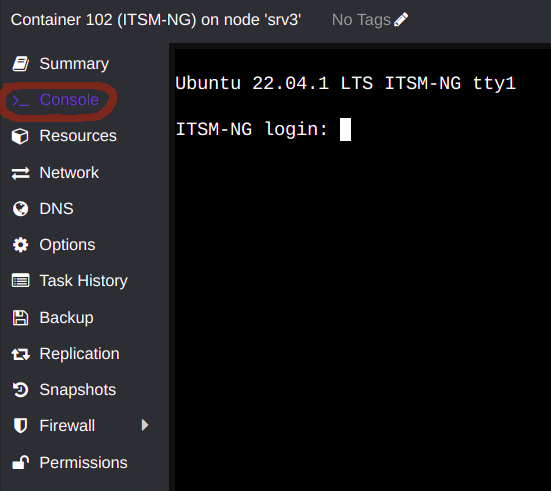 Container 102 (ITSM-NG) on node 'srv3' No Tags
Summary
Console
Resources
Network
DNS
Options
Task History
Backup
Replication
Snapshots
Firewall
Permissions
Ubuntu 22.04.1 LTS ITSM-NG tty1
ITSM-NG login: